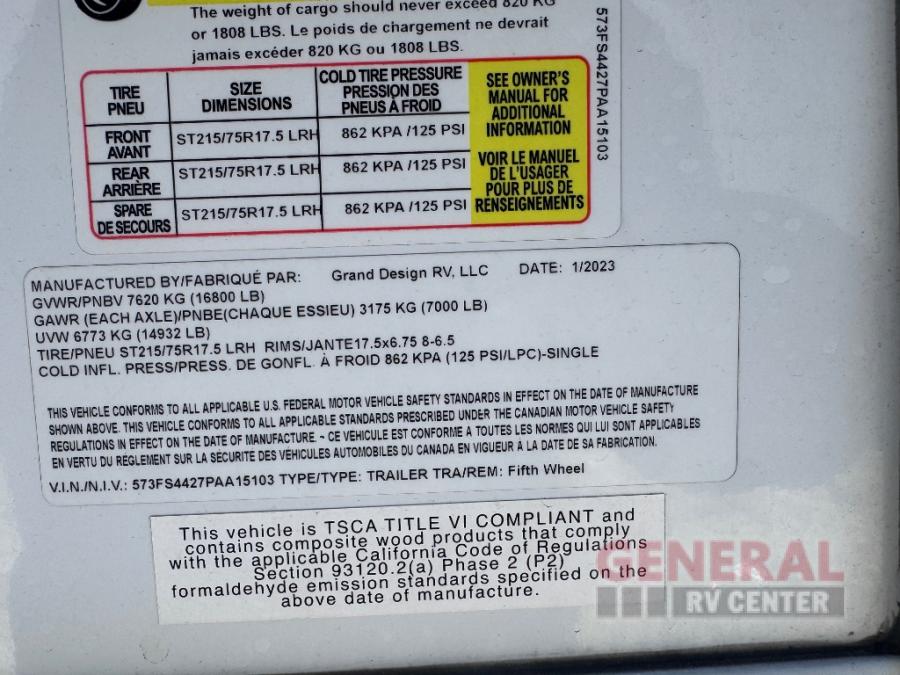 The weight of cargo should never exceed 820 KG
or 1808 LBS. Le poids de chargement ne devrait
jamais excéder 820 KG ou 1808 LBS.
TIRE PNEU SIZE DIMENSIONS COLD TIRE PRESSURE PRESSION DES PNEUS À FROID
FRONT AVANT ST215/75R17.5 LRH 862 KPA /125 PSI
REAR ARRIÈRE ST215/75R17.5 LRH 862 KPA /125 PSI
SPARE DE SECOURS ST215/75R17.5 LRH 862 KPA /125 PSI
SEE OWNER'S
MANUAL FOR
ADDITIONAL
INFORMATION
VOIR LE MANUEL
DE L'USAGER
POUR PLUS DE
RENSEIGNEMENTS
573FS4427PAA15103
MANUFACTURED BY/FABRIQUÉ PAR: Grand Design RV, LLC DATE: 1/2023
GVWR/PNBV 7620 KG (16800 LB)
GAWR (EACH AXLE)/PNBE(CHAQUE ESSIEU) 3175 KG (7000 LB)
UVW 6773 KG (14932 LB)
TIRE/PNEU ST215/75R17.5 LRH RIMS/JANTE17.5x6.75 8-6.5
COLD INFL. PRESS/PRESS. DE GONFL. À FROID 862 KPA (125 PSI/LPC)-SINGLE
THIS VEHICLE CONFORMS TO ALL APPLICABLE U.S. FEDERAL MOTOR VEHICLE SAFETY STANDARDS IN EFFECT ON THE DATE OF MANUFACTURE
SHOWN ABOVE. THIS VEHICLE CONFORMS TO ALL APPLICABLE STANDARDS PRESCRIBED UNDER THE CANADIAN MOTOR VEHICLE SAFETY
REGULATIONS IN EFFECT ON THE DATE OF MANUFACTURE. ~ CE VEHICULE EST CONFORME A TOUTES LES NORMES QUI LUI SONT APPLICABLES
EN VERTU DU RÉGLEMENT SUR LA SÉCURITE DES VÉHICULES AUTOMOBILES DU CANADA EN VIGUEUR À LA DATE DE SA FABRICATION.
V.I.N./N.I.V.: 573FS4427PAA15103 TYPE/TYPE: TRAILER TRA/REM: Fifth Wheel
This vehicle is TSCA TITLE VI COMPLIANT and
contains composite wood products that comply
with the applicable California Code of Regulations
Section 93120.2(a) Phase 2 (P2)
formaldehyde emission standards specified on the
above date of manufacture.
GENERAL
RV CENTER